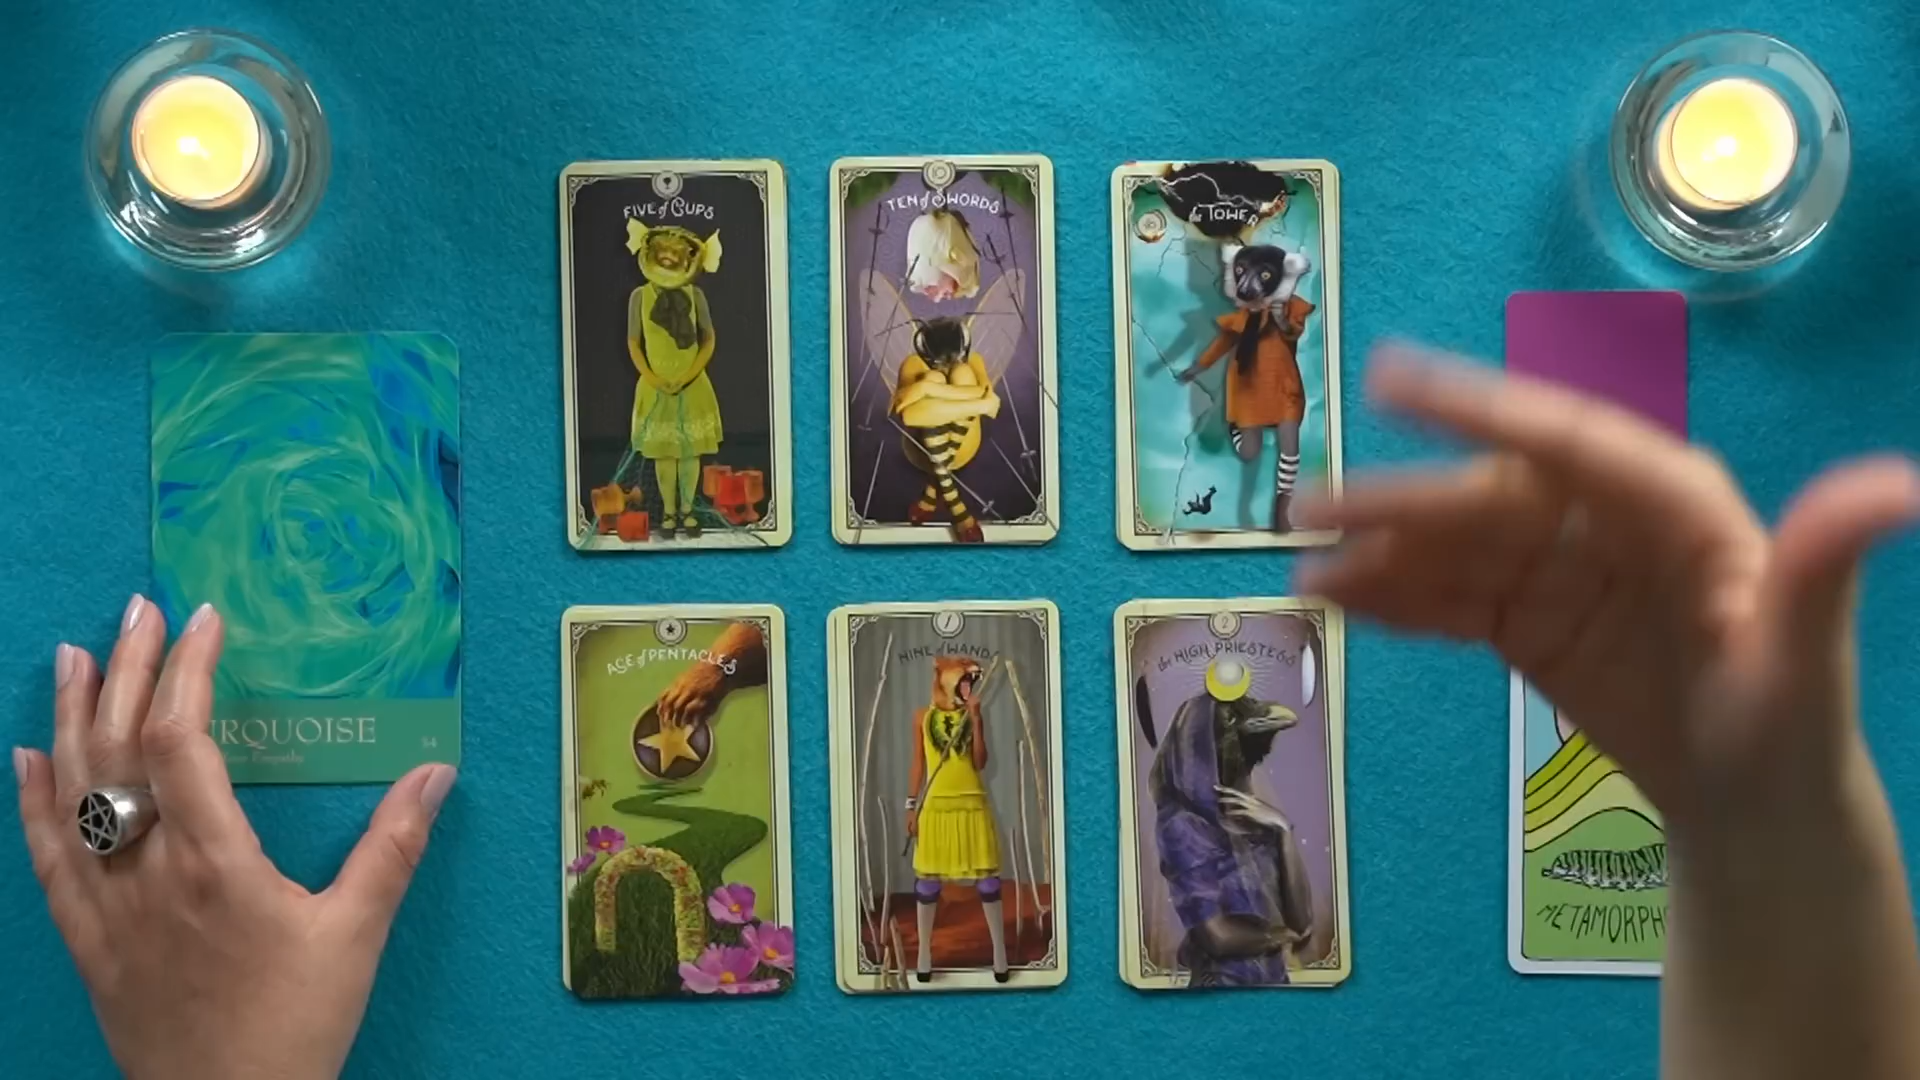 FIVE of CUPS
TEN of SWORDS
the TOWER
RQUOISE
34
ACE of PENTACLES
NINE of WANDS
2
the HIGH PRIESTESS
METAMORPH